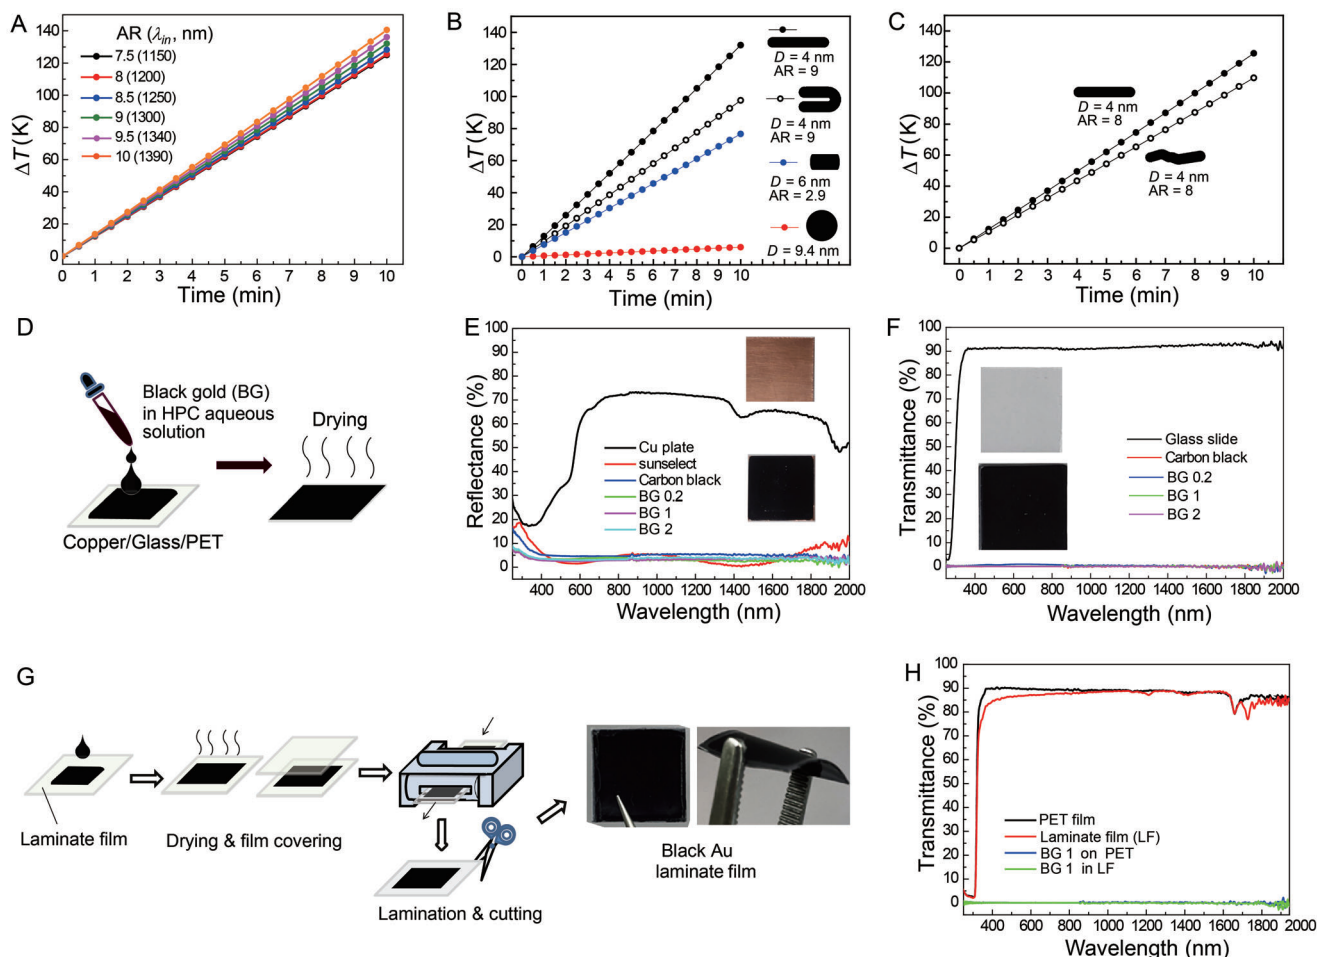 A
AR (λin, nm)
7.5 (1150)
8 (1200)
8.5 (1250)
9 (1300)
9.5 (1340)
10 (1390)
ΔT(K)
140
120
100
80
60
40
20
0
0 1 2 3 4 5 6 7 8 9 10
Time (min)
B
D = 4 nm
AR = 9
D = 4 nm
AR = 9
D = 6 nm
AR = 2.9
D = 9.4 nm
ΔT(K)
140
120
100
80
60
40
20
0
0 1 2 3 4 5 6 7 8 9 10
Time (min)
C
D = 4 nm
AR = 8
D = 4 nm
AR = 8
ΔT(K)
140
120
100
80
60
40
20
0
0 1 2 3 4 5 6 7 8 9 10
Time (min)
D
Black gold (BG)
in HPC aqueous
solution
Drying
Copper/Glass/PET
E
Cu plate
sunselect
Carbon black
BG 0.2
BG 1
BG 2
Reflectance (%)
100
90
80
70
60
50
40
30
20
10
0
400 600 800 1000 1200 1400 1600 1800 2000
Wavelength (nm)
F
Glass slide
Carbon black
BG 0.2
BG 1
BG 2
Transmittance (%)
100
90
80
70
60
50
40
30
20
10
0
400 600 800 1000 1200 1400 1600 1800 2000
Wavelength (nm)
G
Laminate film
Drying & film covering
Lamination & cutting
Black Au
laminate film
H
PET film
Laminate film (LF)
BG 1 on PET
BG 1 in LF
Transmittance (%)
100
90
80
70
60
50
40
30
20
10
0
400 600 800 1000 1200 1400 1600 1940
Wavelength (nm)